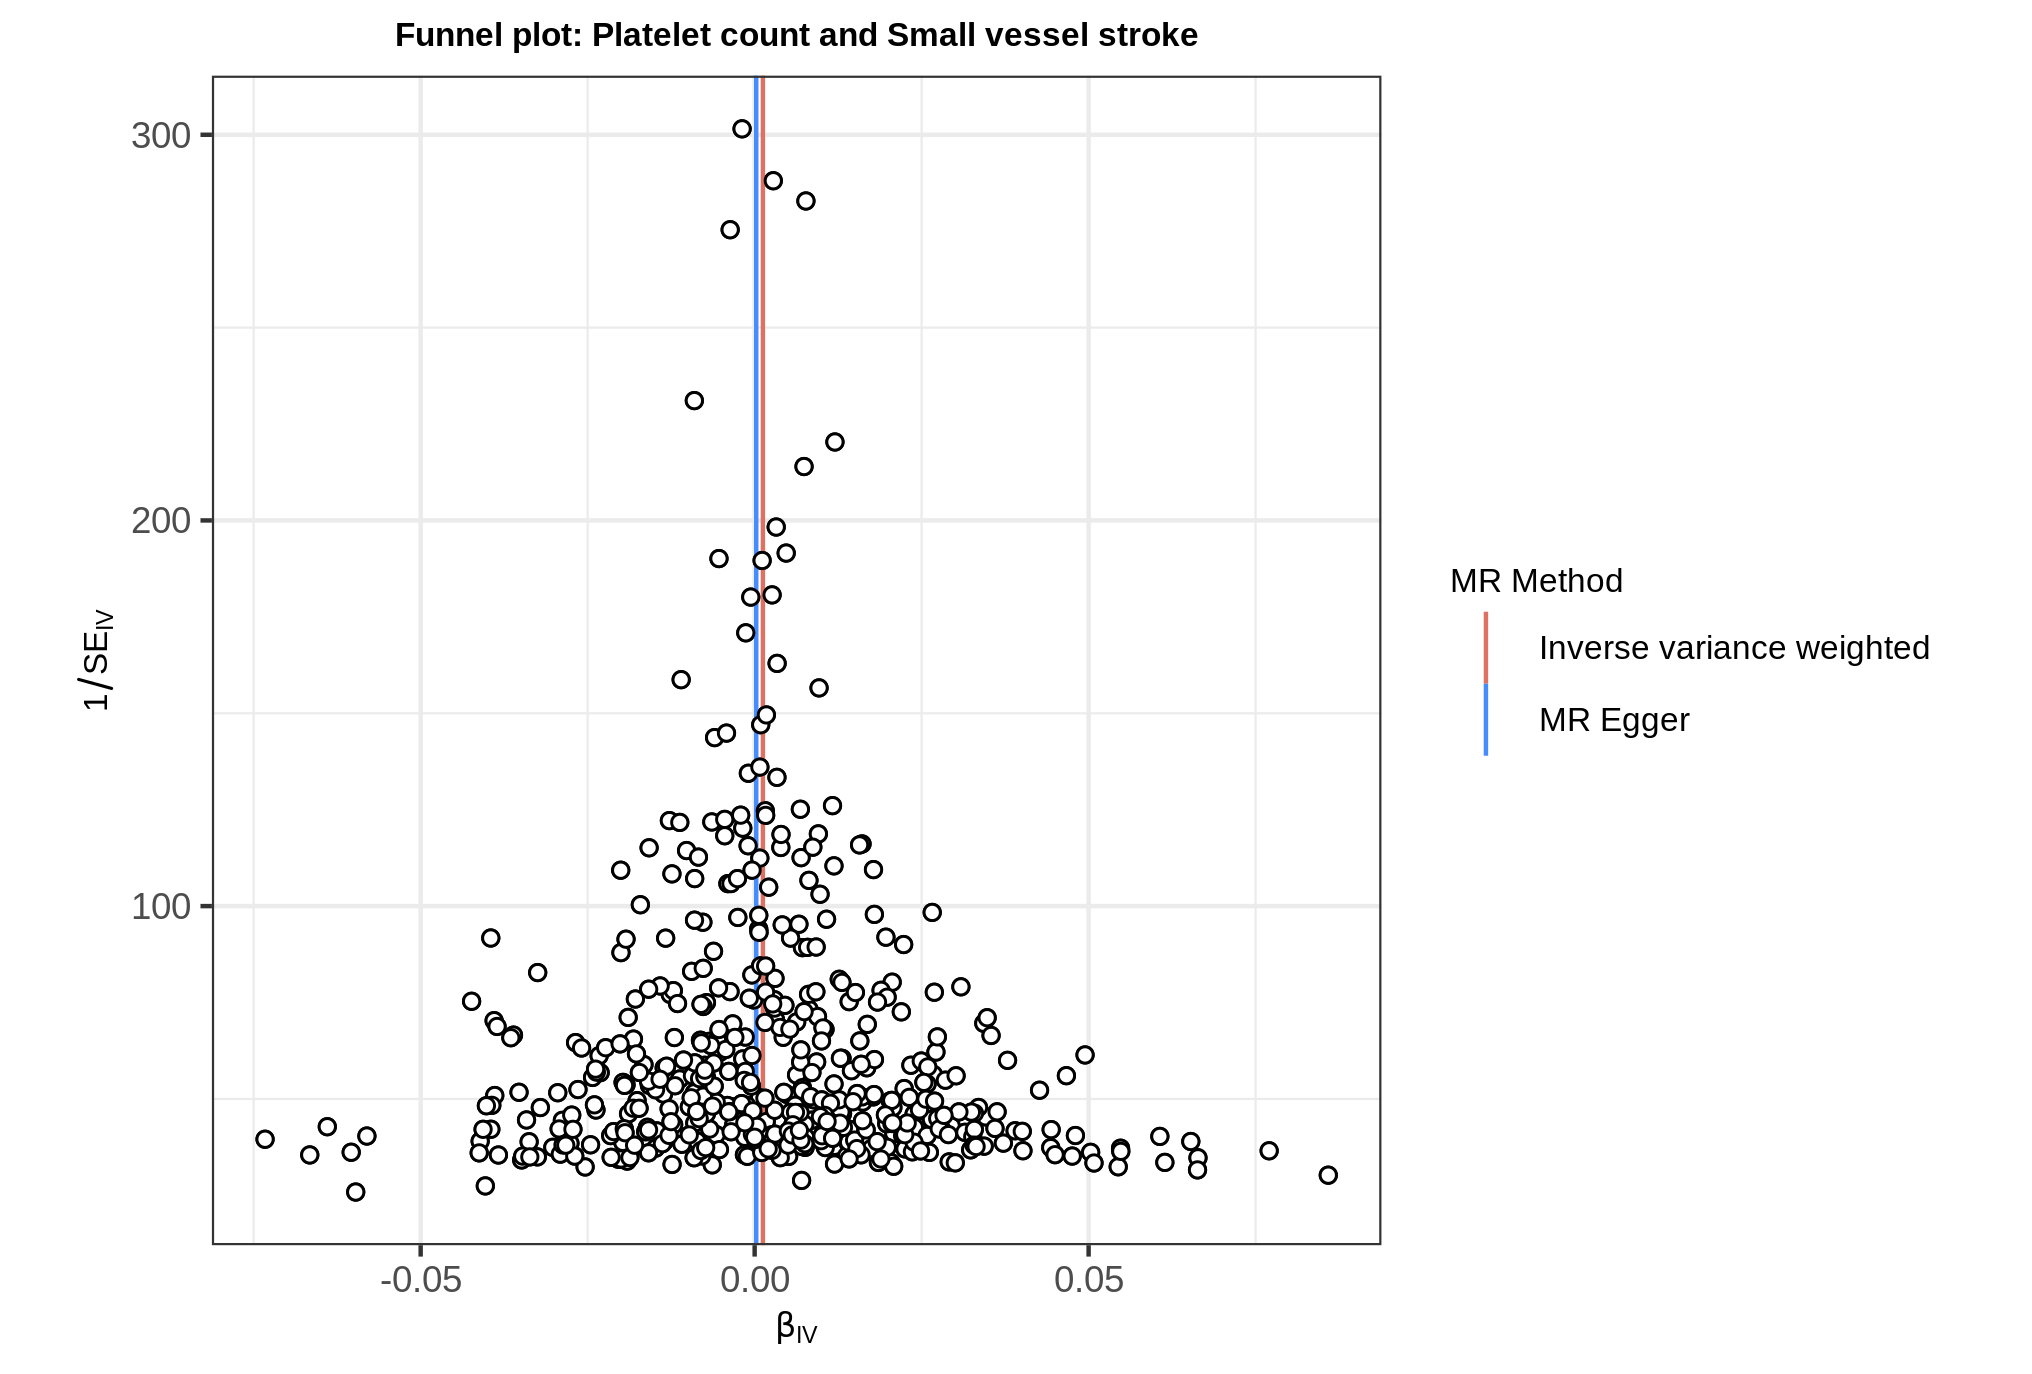 Funnel plot: Platelet count and Small vessel stroke
300
200
100
1/SE_IV
-0.05
0.00
0.05
β_IV
MR Method
Inverse variance weighted
MR Egger